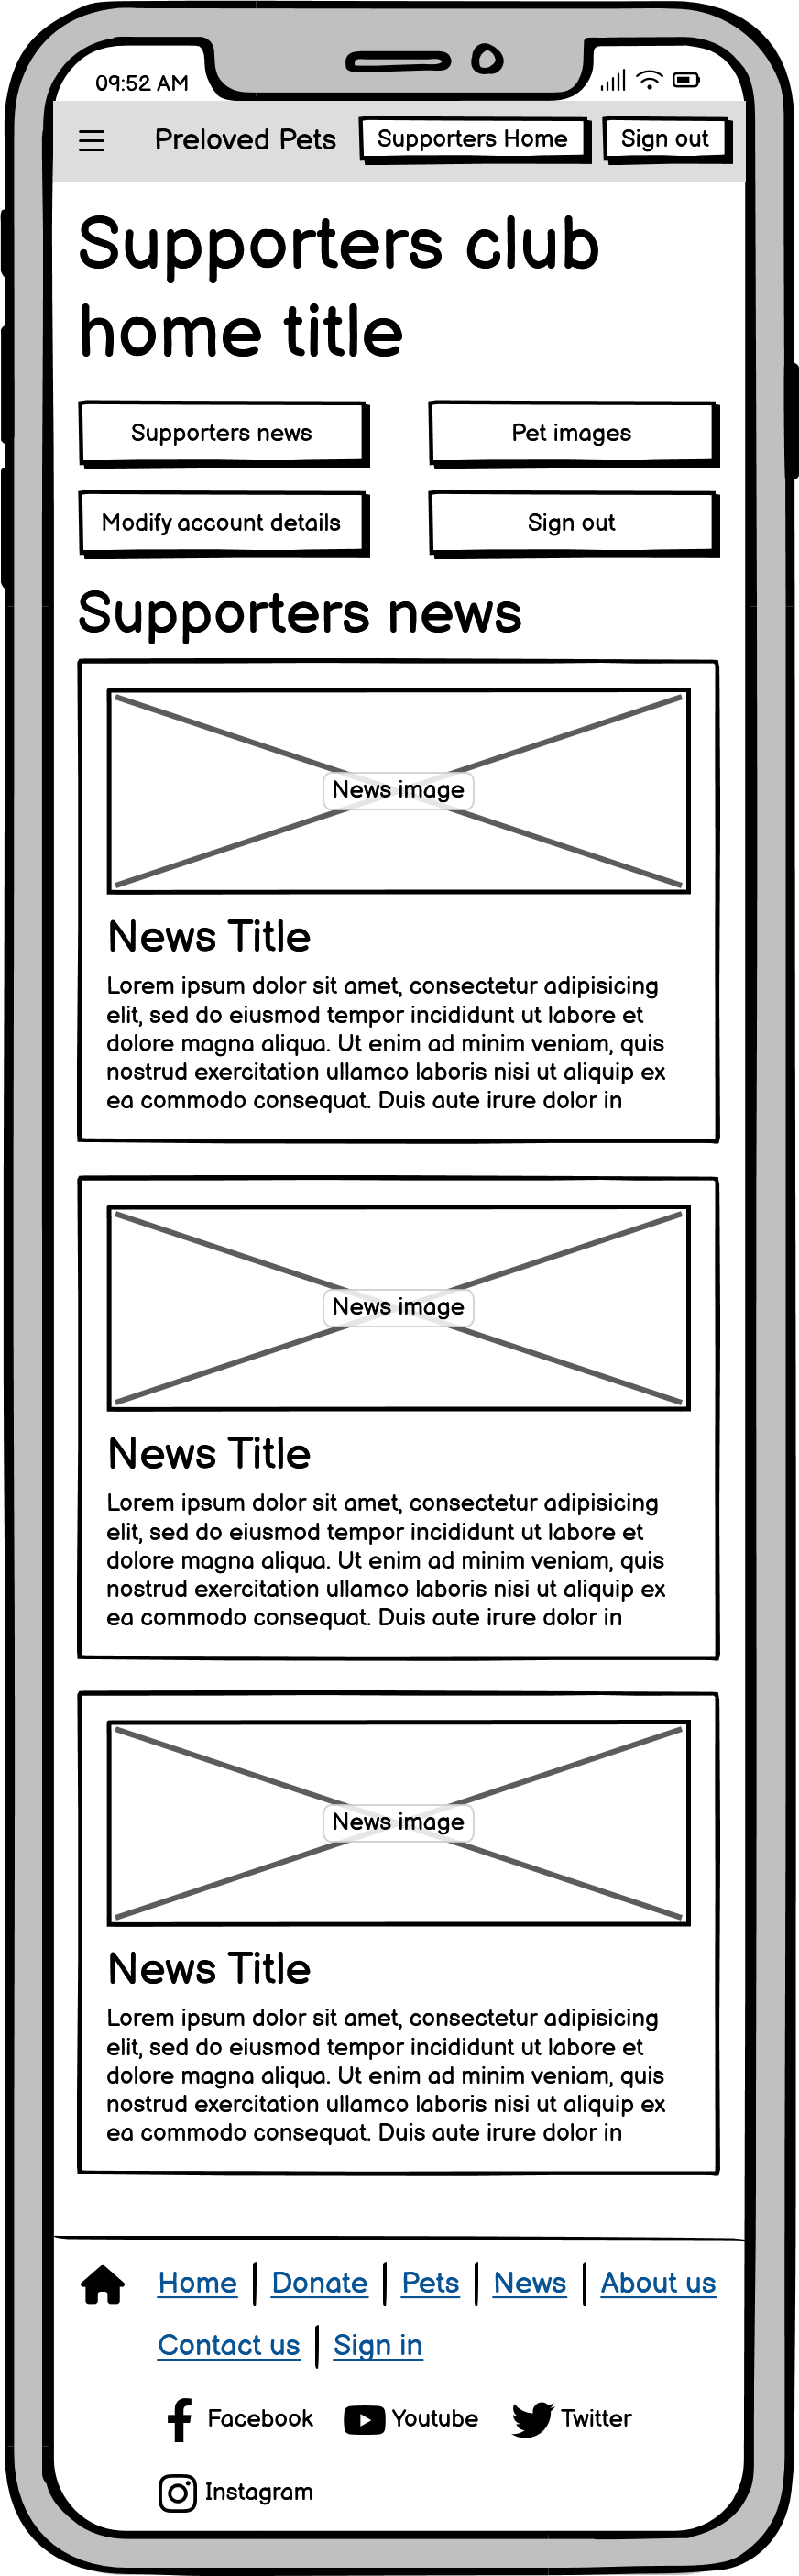 09:52 AM
Preloved Pets Supporters Home Sign out
Supporters club
home title
Supporters news Pet images
Modify account details Sign out
Supporters news
News image
News Title
Lorem ipsum dolor sit amet, consectetur adipisicing
elit, sed do eiusmod tempor incididunt ut labore et
dolore magna aliqua. Ut enim ad minim veniam, quis
nostrud exercitation ullamco laboris nisi ut aliquip ex
ea commodo consequat. Duis aute irure dolor in
News image
News Title
Lorem ipsum dolor sit amet, consectetur adipisicing
elit, sed do eiusmod tempor incididunt ut labore et
dolore magna aliqua. Ut enim ad minim veniam, quis
nostrud exercitation ullamco laboris nisi ut aliquip ex
ea commodo consequat. Duis aute irure dolor in
News image
News Title
Lorem ipsum dolor sit amet, consectetur adipisicing
elit, sed do eiusmod tempor incididunt ut labore et
dolore magna aliqua. Ut enim ad minim veniam, quis
nostrud exercitation ullamco laboris nisi ut aliquip ex
ea commodo consequat. Duis aute irure dolor in
Home | Donate | Pets | News | About us
Contact us | Sign in
Facebook Youtube Twitter
Instagram